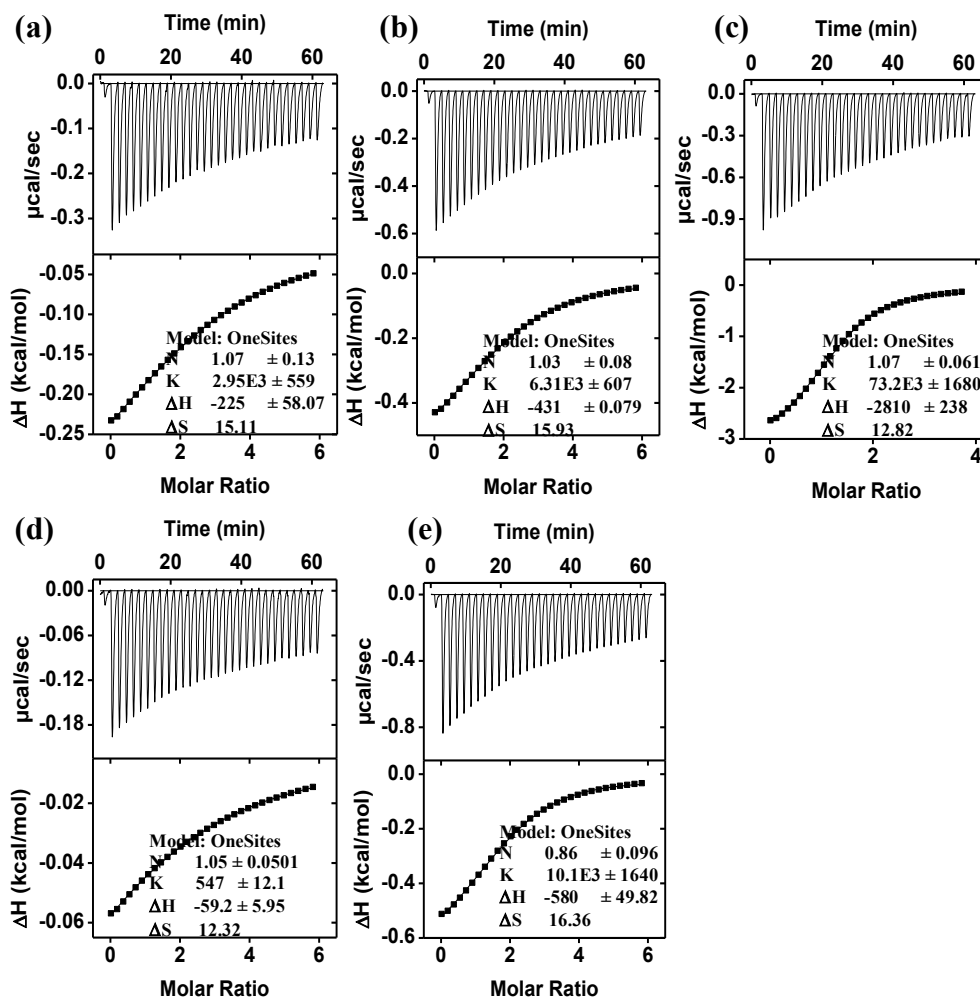 (a)
Time (min)
0 20 40 60
0.0
-0.1
-0.2
-0.3
µcal/sec
-0.05
-0.10
-0.15
-0.20
-0.25
ΔH (kcal/mol)
Model: OneSites
N 1.07 ± 0.13
K 2.95E3 ± 559
ΔH -225 ± 58.07
ΔS 15.11
0 2 4 6
Molar Ratio
(b)
Time (min)
0 20 40 60
0.0
-0.2
-0.4
-0.6
µcal/sec
0.0
-0.2
-0.4
ΔH (kcal/mol)
Model: OneSites
N 1.03 ± 0.08
K 6.31E3 ± 607
ΔH -431 ± 0.079
ΔS 15.93
0 2 4 6
Molar Ratio
(c)
Time (min)
0 20 40 60
0.0
-0.3
-0.6
-0.9
µcal/sec
0
-1
-2
-3
ΔH (kcal/mol)
Model: OneSites
N 1.07 ± 0.061
K 73.2E3 ± 1680
ΔH -2810 ± 238
ΔS 12.82
0 2 4
Molar Ratio
(d)
Time (min)
0 20 40 60
0.00
-0.06
-0.12
-0.18
µcal/sec
-0.02
-0.04
-0.06
ΔH (kcal/mol)
Model: OneSites
N 1.05 ± 0.0501
K 547 ± 12.1
ΔH -59.2 ± 5.95
ΔS 12.32
0 2 4 6
Molar Ratio
(e)
Time (min)
0 20 40 60
0.0
-0.4
-0.8
µcal/sec
0.0
-0.2
-0.4
-0.6
ΔH (kcal/mol)
Model: OneSites
N 0.86 ± 0.096
K 10.1E3 ± 1640
ΔH -580 ± 49.82
ΔS 16.36
0 2 4 6
Molar Ratio